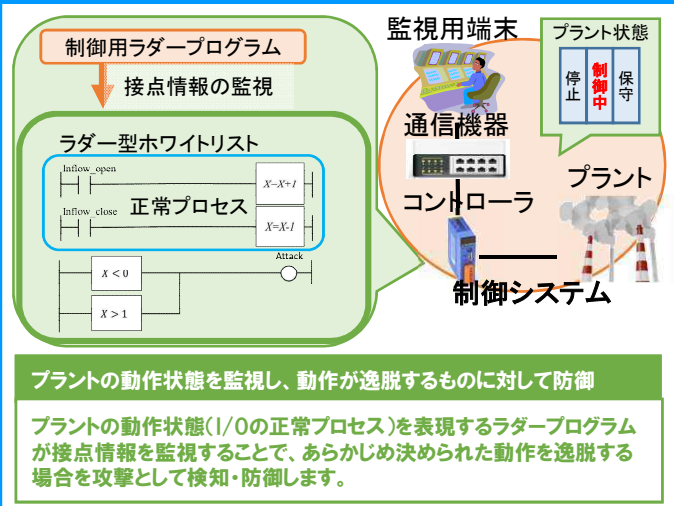 制御用ラダープログラム
接点情報の監視
ラダー型ホワイトリスト
Inflow_open
X=X+1
正常プロセス
Inflow_close
X=X-1
Attack
X < 0
X > 1
監視用端末
通信機器
コントローラ
プラント
制御システム
プラント状態
停止
制御中
保守
プラントの動作状態を監視し、動作が逸脱するものに対して防御
プラントの動作状態(I/Oの正常プロセス)を表現するラダープログラム
が接点情報を監視することで、あらかじめ決められた動作を逸脱する
場合を攻撃として検知・防御します。